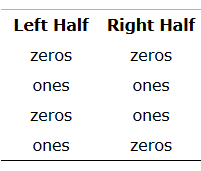 Left Half Right Half
zeros zeros
ones ones
zeros ones
ones zeros